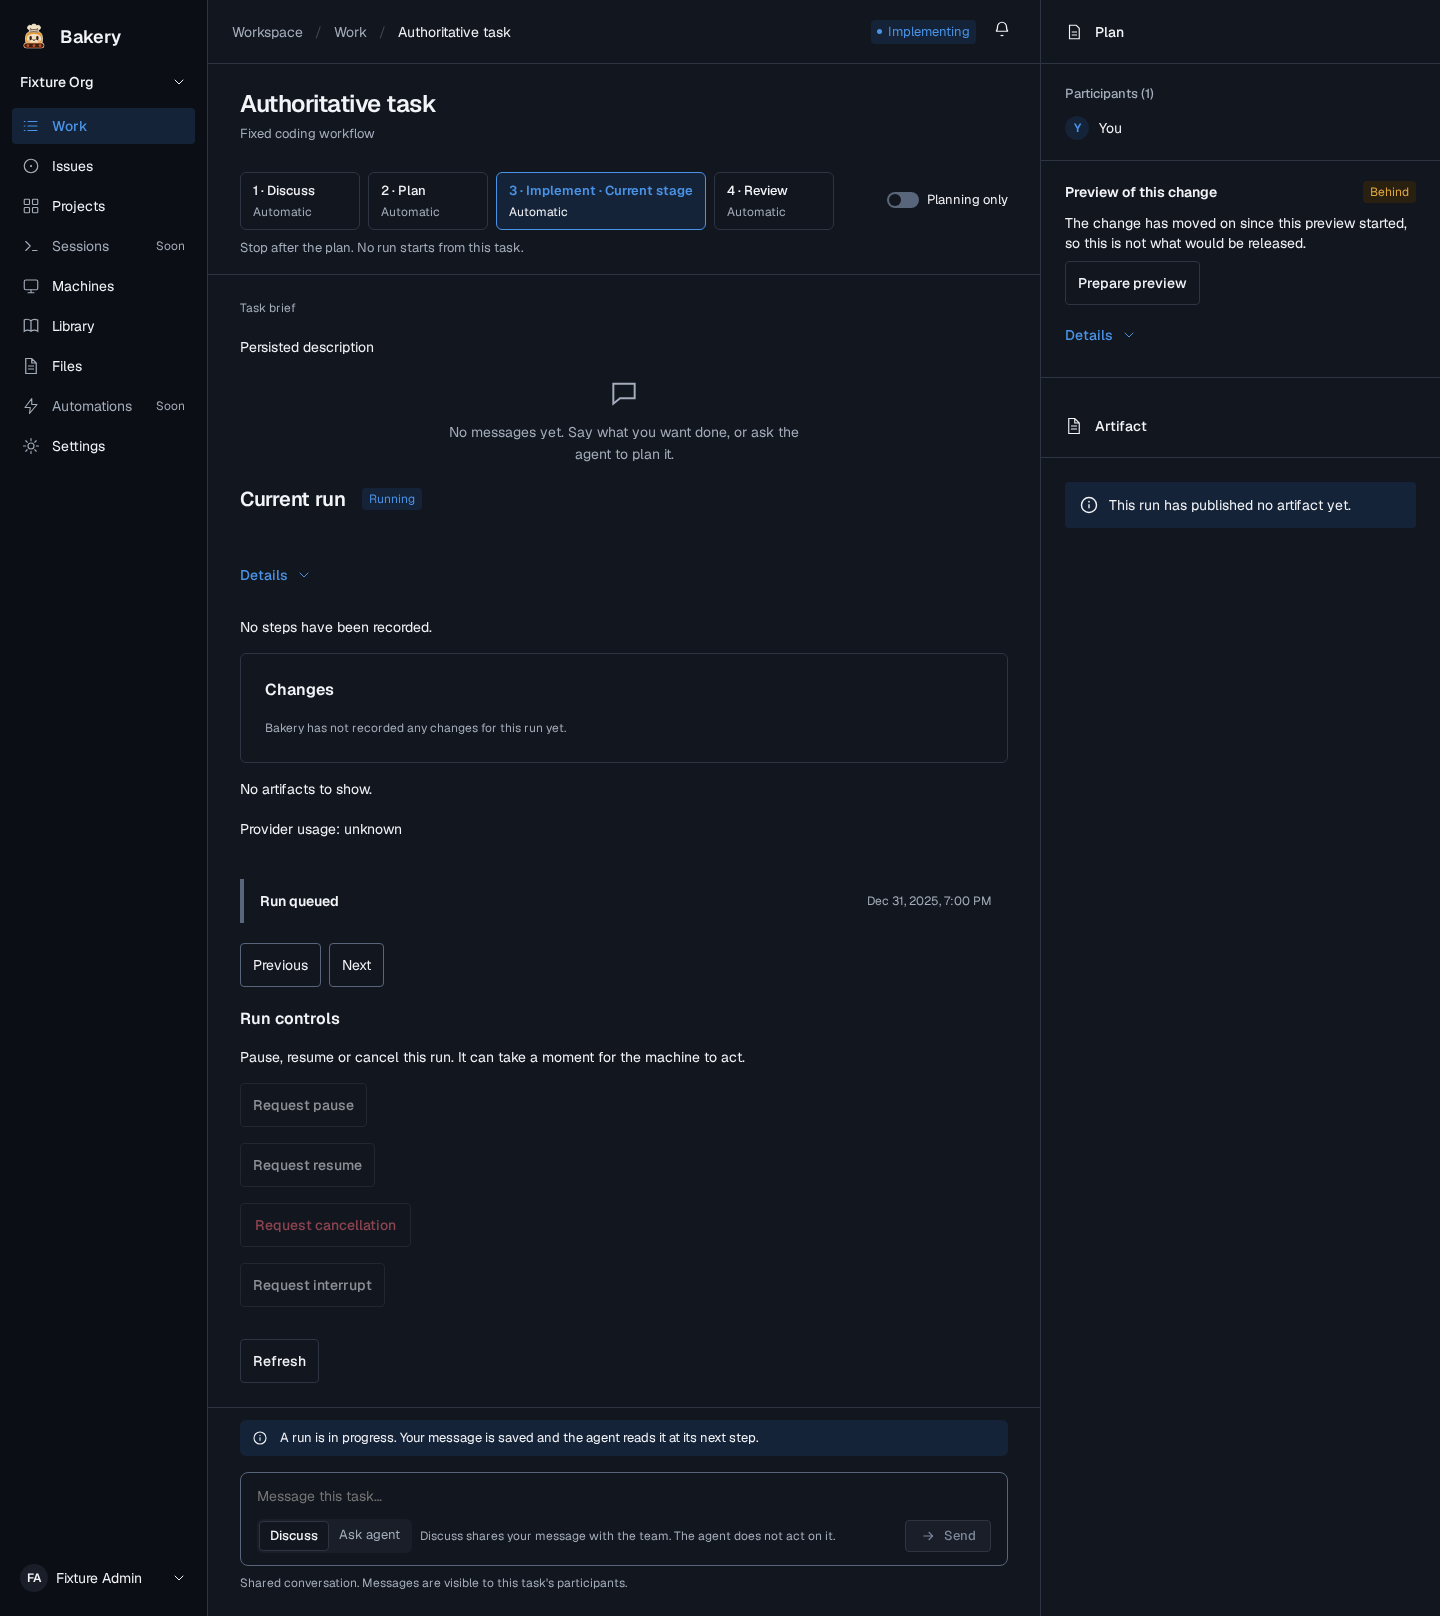 Bakery
Fixture Org
Work
Issues
Projects
Sessions Soon
Machines
Library
Files
Automations Soon
Settings
FA Fixture Admin
Workspace / Work / Authoritative task
Implementing
Authoritative task
Fixed coding workflow
1 · Discuss
Automatic
2 · Plan
Automatic
3 · Implement · Current stage
Automatic
4 · Review
Automatic
Planning only
Stop after the plan. No run starts from this task.
Task brief
Persisted description
No messages yet. Say what you want done, or ask the
agent to plan it.
Current run Running
Details
No steps have been recorded.
Changes
Bakery has not recorded any changes for this run yet.
No artifacts to show.
Provider usage: unknown
Run queued Dec 31, 2025, 7:00 PM
Previous Next
Run controls
Pause, resume or cancel this run. It can take a moment for the machine to act.
Request pause
Request resume
Request cancellation
Request interrupt
Refresh
A run is in progress. Your message is saved and the agent reads it at its next step.
Message this task...
Discuss Ask agent Discuss shares your message with the team. The agent does not act on it. Send
Shared conversation. Messages are visible to this task's participants.
Plan
Participants (1)
Y You
Preview of this change Behind
The change has moved on since this preview started,
so this is not what would be released.
Prepare preview
Details
Artifact
This run has published no artifact yet.